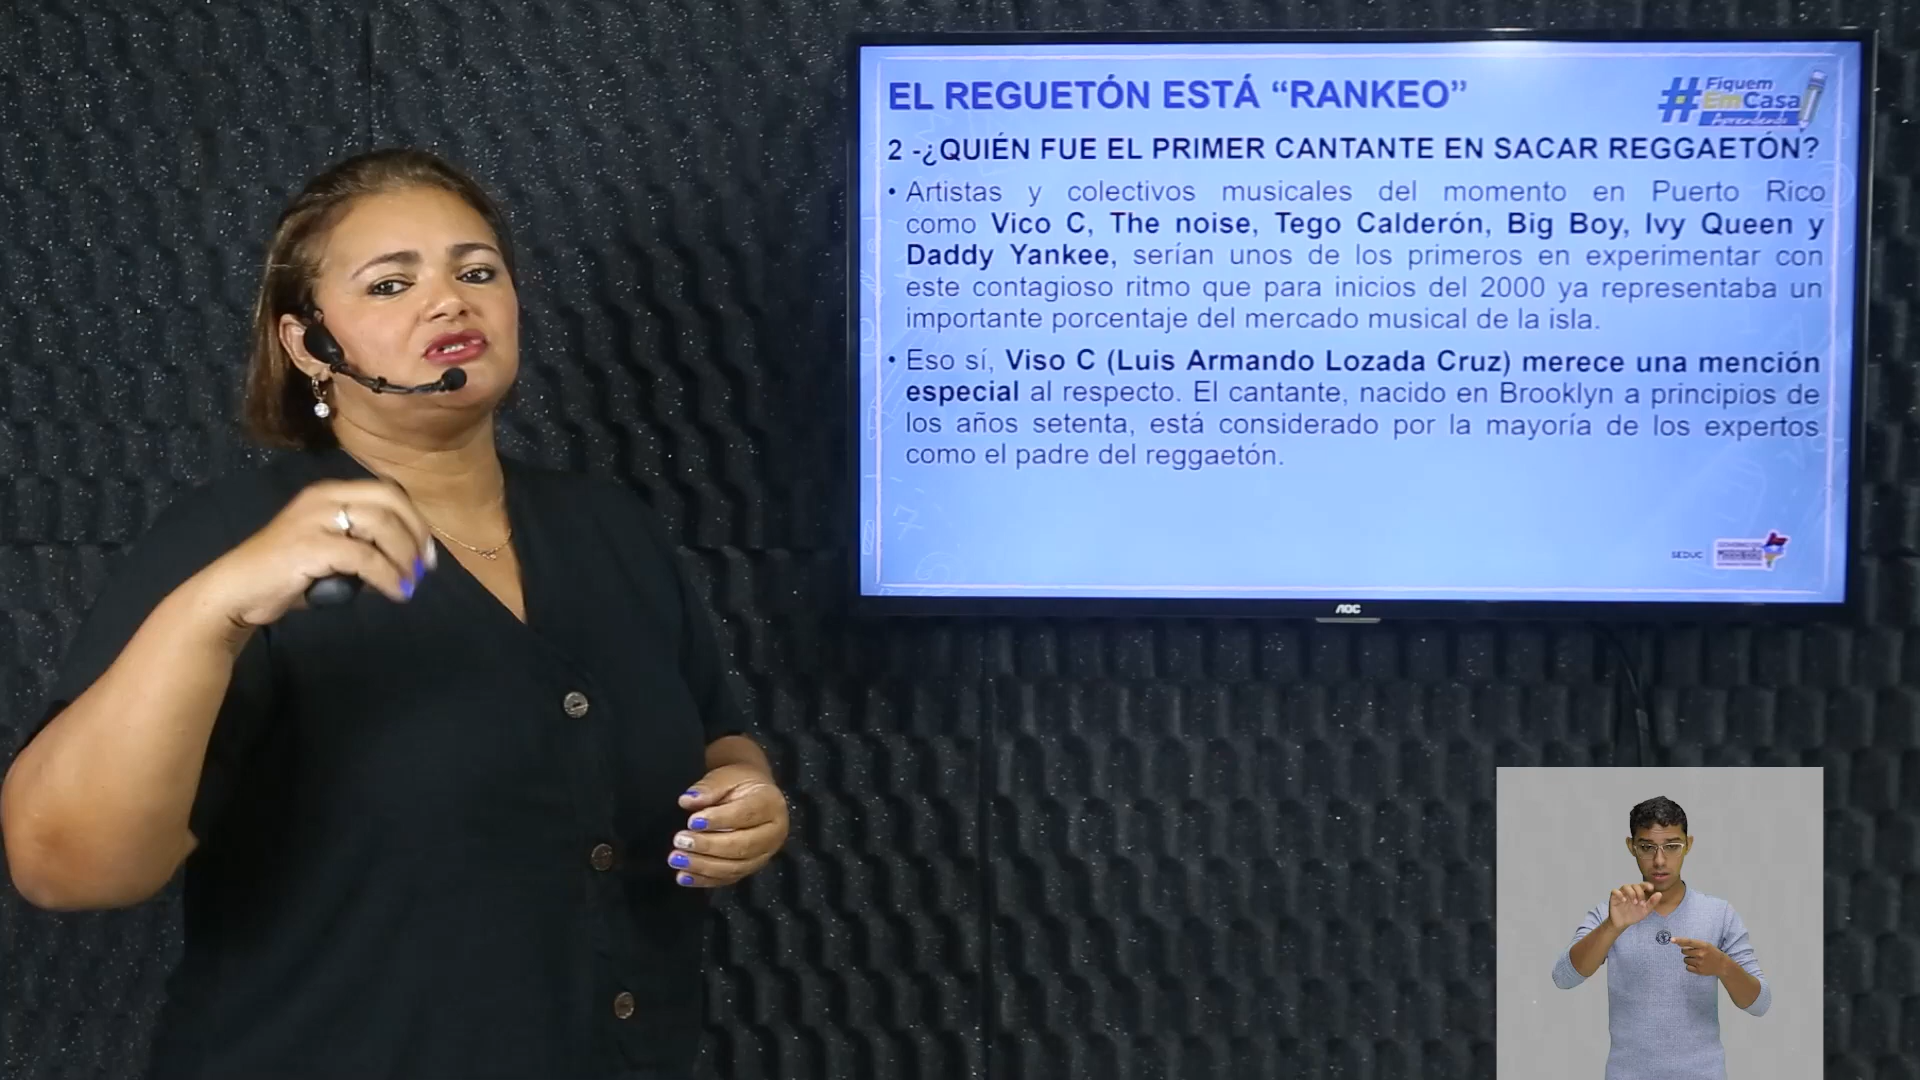 EL REGUETÓN ESTÁ “RANKEO”
#Fiquem
EmCasa
Aprendendo
2 -¿QUIÉN FUE EL PRIMER CANTANTE EN SACAR REGGAETÓN?
• Artistas y colectivos musicales del momento en Puerto Rico
como Vico C, The noise, Tego Calderón, Big Boy, Ivy Queen y
Daddy Yankee, serían unos de los primeros en experimentar con
este contagioso ritmo que para inicios del 2000 ya representaba un
importante porcentaje del mercado musical de la isla.
• Eso sí, Viso C (Luis Armando Lozada Cruz) merece una mención
especial al respecto. El cantante, nacido en Brooklyn a principios de
los años setenta, está considerado por la mayoría de los expertos
como el padre del reggaetón.
SEDUC
AOC